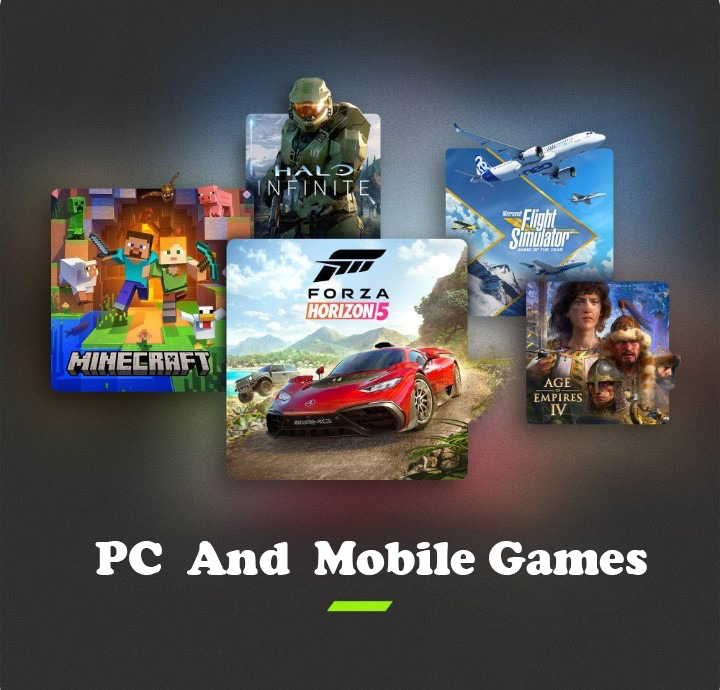 HALO
INFINITE
Microsoft
Flight
Simulator
GAME OF THE YEAR
FORZA
HORIZON 5
MINECRAFT
AGE
OF
EMPIRES
IV
PC And Mobile Games